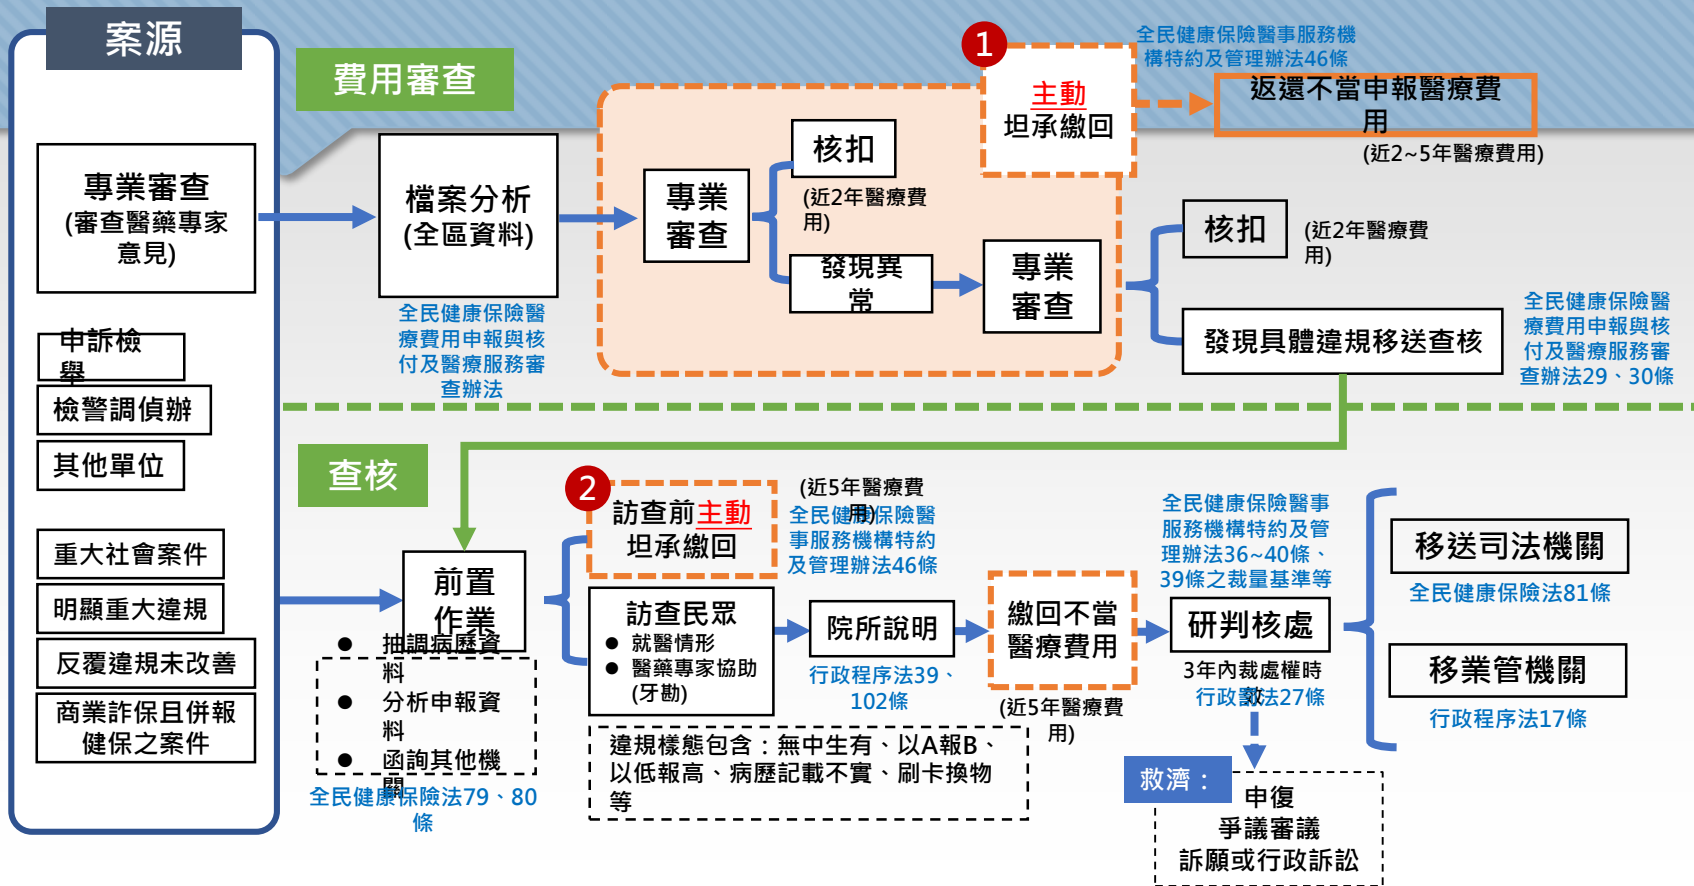 案源
專業審查
(審查醫藥專家
意見)
申訴檢
舉
檢警調偵辦
其他單位
重大社會案件
明顯重大違規
反覆違規未改善
商業詐保且併報
健保之案件
費用審查
檔案分析
(全區資料)
全民健康保險醫
療費用申報與核
付及醫療服務審
查辦法
專業
審查
核扣
(近2年醫療費
用)
發現異
常
專業
審查
1
主動
坦承繳回
全民健康保險醫事服務機
構特約及管理辦法46條
返還不當申報醫療費
用
(近2~5年醫療費用)
核扣
(近2年醫療費
用)
發現具體違規移送查核
全民健康保險醫
療費用申報與核
付及醫療服務審
查辦法29、30條
查核
前置
作業
● 抽調病歷資
料
● 分析申報資
料
● 函詢其他機
關
全民健康保險法79、80
條
2
訪查前主動
坦承繳回
(近5年醫療費
用)
全民健康保險醫
事服務機構特約
及管理辦法46條
訪查民眾
● 就醫情形
● 醫藥專家協助
(牙勘)
院所說明
行政程序法39、
102條
繳回不當
醫療費用
(近5年醫療費
用)
違規樣態包含：無中生有、以A報B、
以低報高、病歷記載不實、刷卡換物
等
全民健康保險醫事
服務機構特約及管
理辦法36~40條、
39條之裁量基準等
研判核處
3年內裁處權時
效
行政罰法27條
移送司法機關
全民健康保險法81條
移業管機關
行政程序法17條
救濟：
申復
爭議審議
訴願或行政訴訟